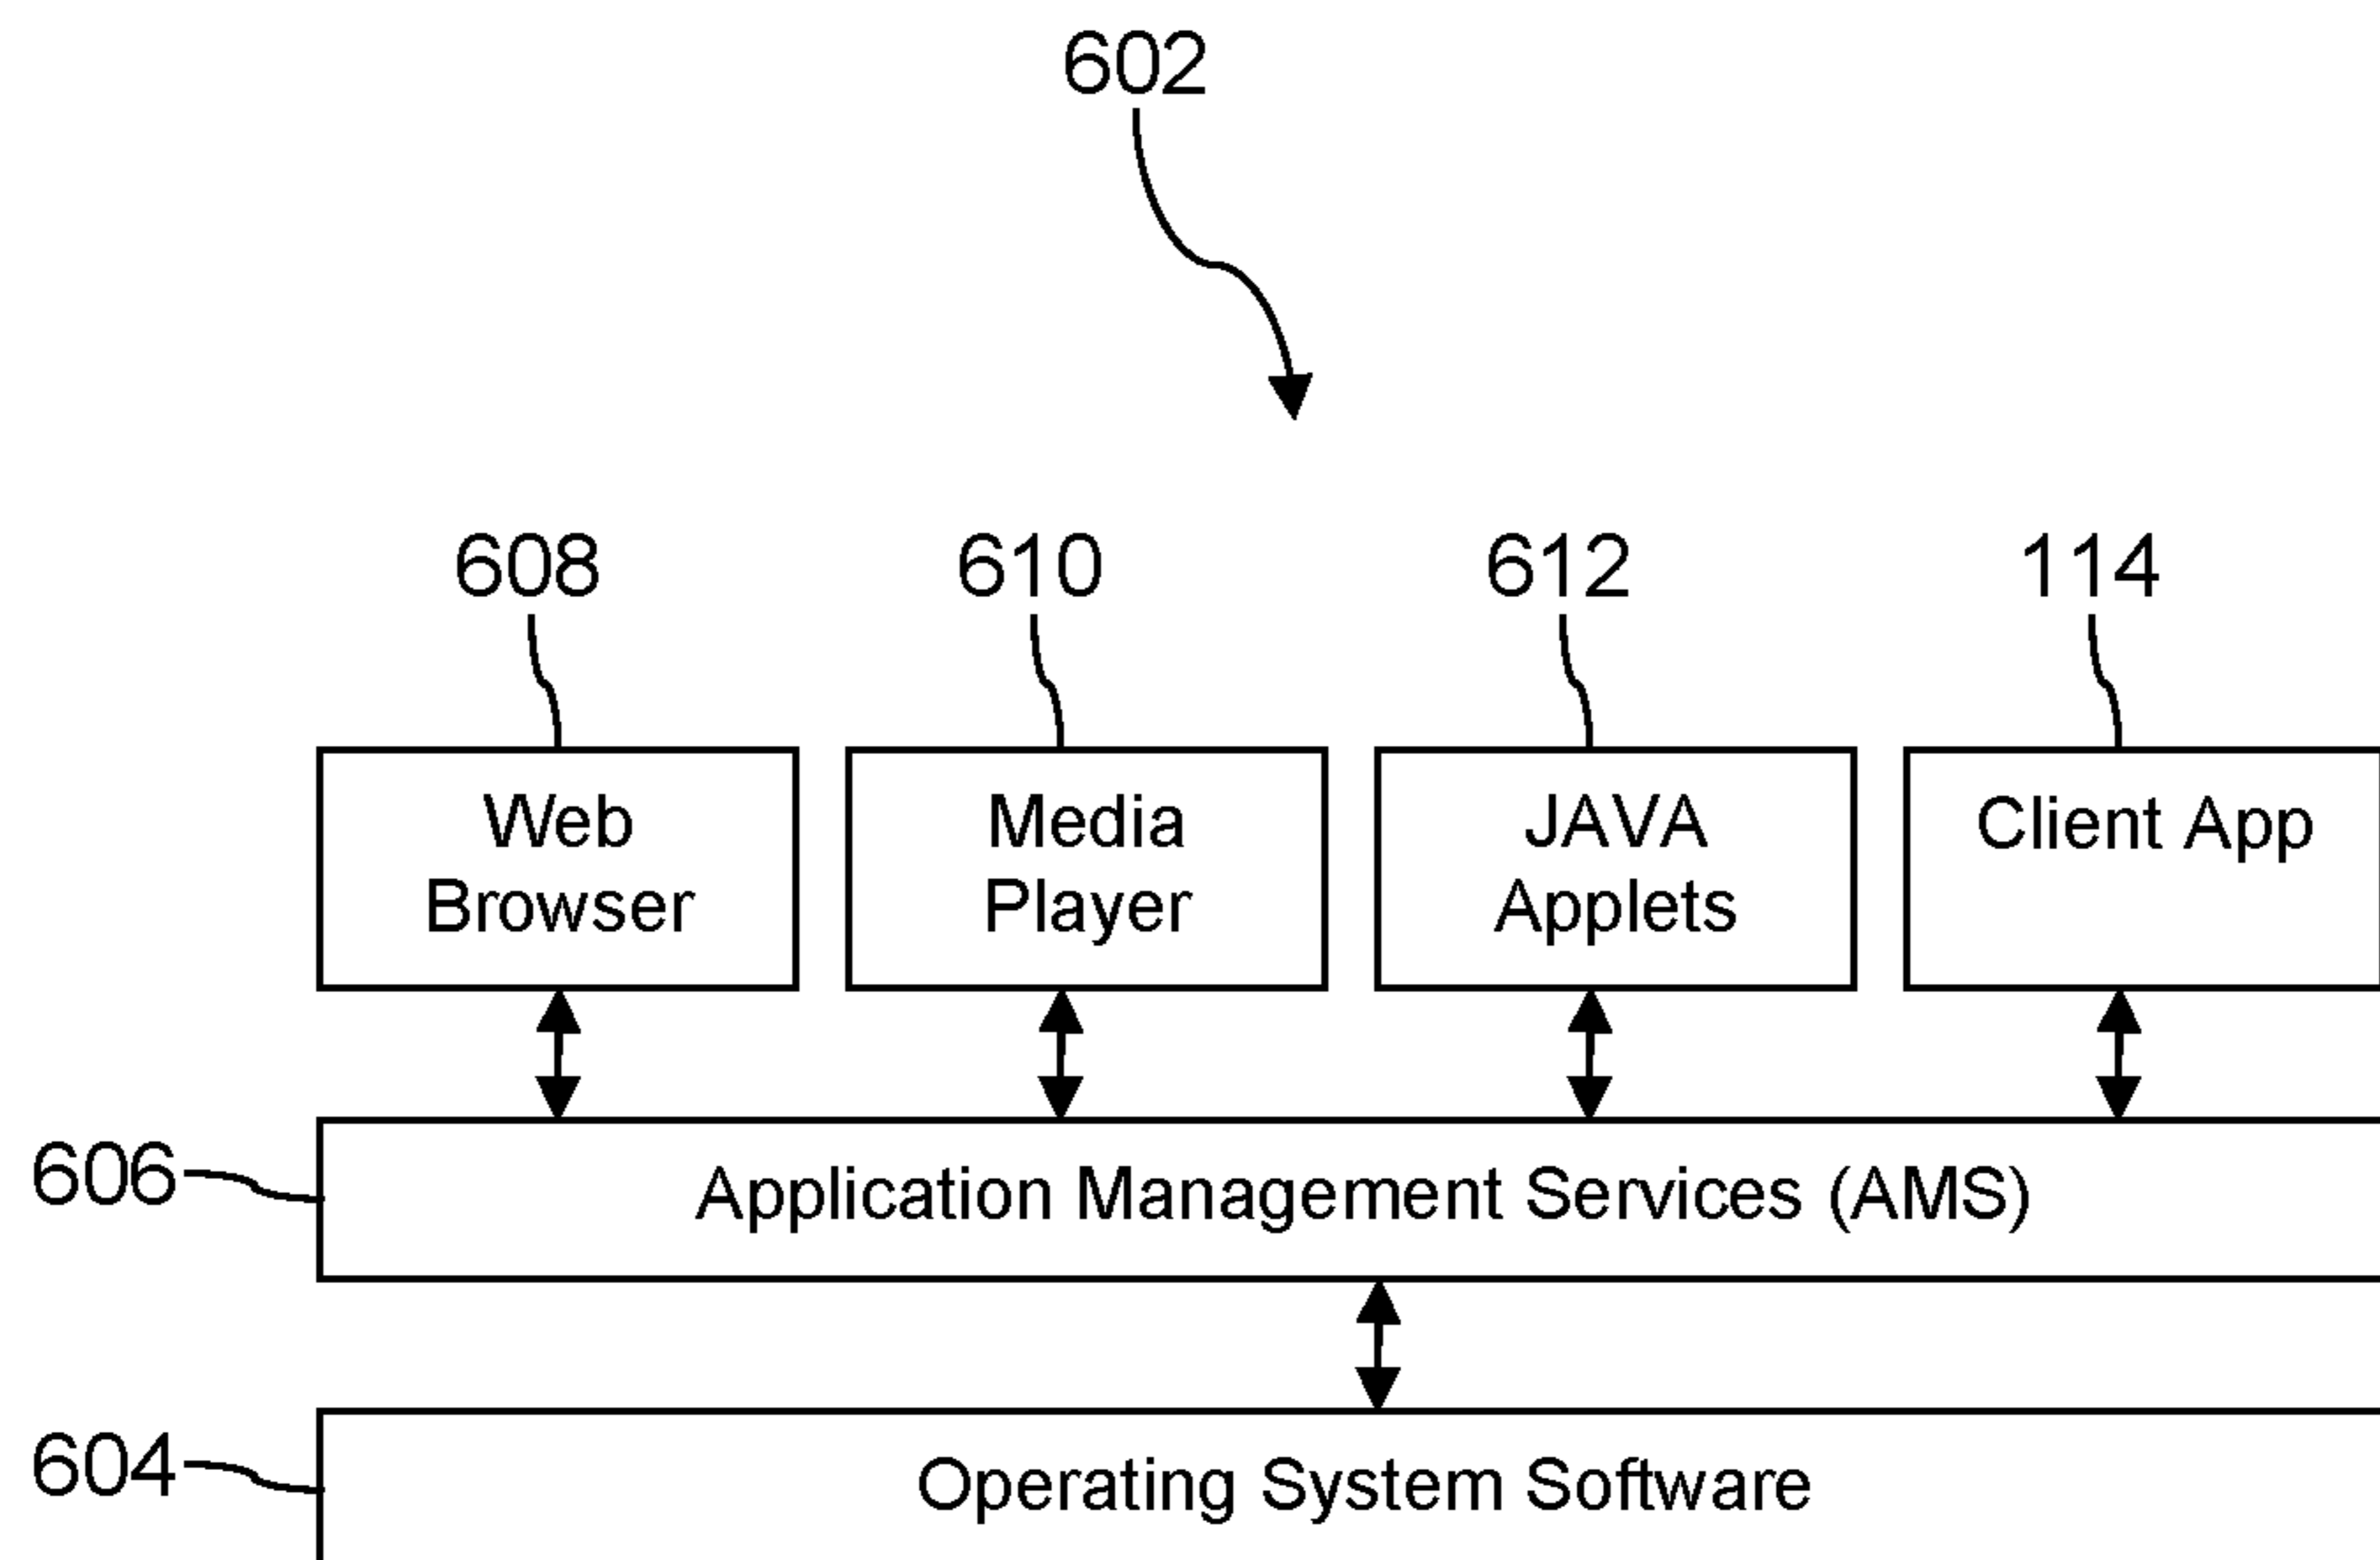 602
608
610
612
114
Web
Browser
Media
Player
JAVA
Applets
Client App
606
Application Management Services (AMS)
604
Operating System Software